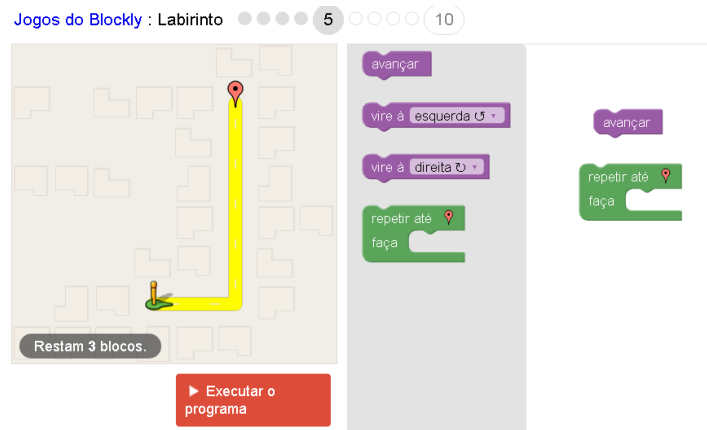 Jogos do Blockly : Labirinto 5 10
avançar
vire à esquerda ↺ ▾
vire à direita ↻ ▾
repetir até
faça
avançar
repetir até
faça
Restam 3 blocos.
▶ Executar o
programa